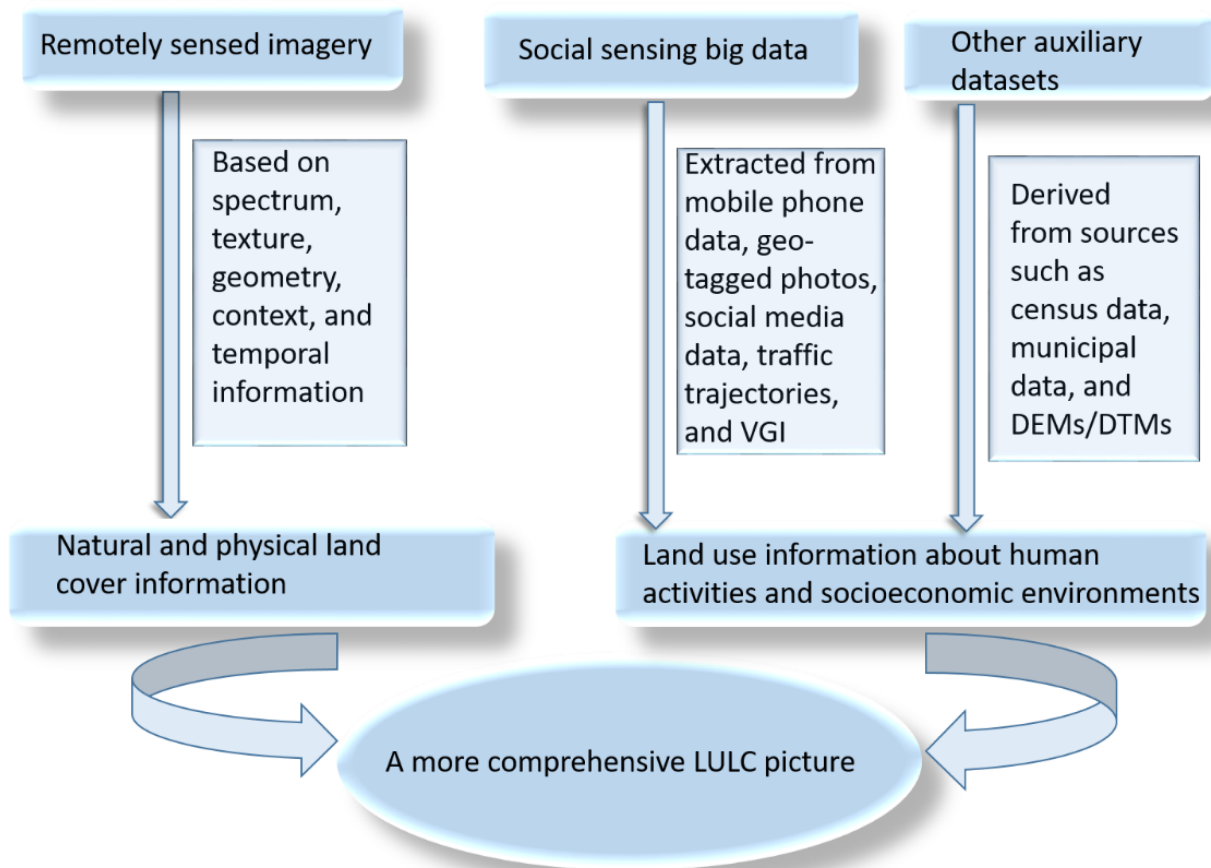 Remotely sensed imagery
Social sensing big data
Other auxiliary
datasets
Based on
spectrum,
texture,
geometry,
context, and
temporal
information
Extracted from
mobile phone
data, geo-
tagged photos,
social media
data, traffic
trajectories,
and VGI
Derived
from sources
such as
census data,
municipal
data, and
DEMs/DTMs
Natural and physical land
cover information
Land use information about human
activities and socioeconomic environments
A more comprehensive LULC picture